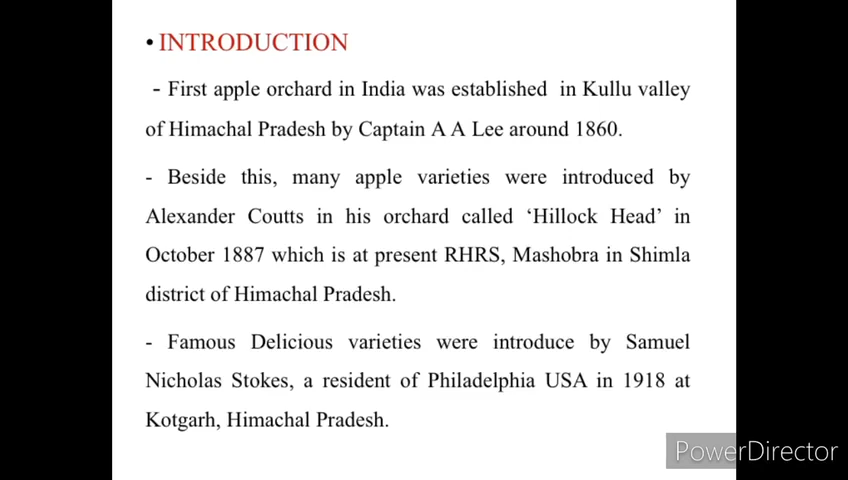 • INTRODUCTION
- First apple orchard in India was established in Kullu valley
of Himachal Pradesh by Captain A A Lee around 1860.
- Beside this, many apple varieties were introduced by
Alexander Coutts in his orchard called ‘Hillock Head’ in
October 1887 which is at present RHRS, Mashobra in Shimla
district of Himachal Pradesh.
- Famous Delicious varieties were introduce by Samuel
Nicholas Stokes, a resident of Philadelphia USA in 1918 at
Kotgarh, Himachal Pradesh.
PowerDirector